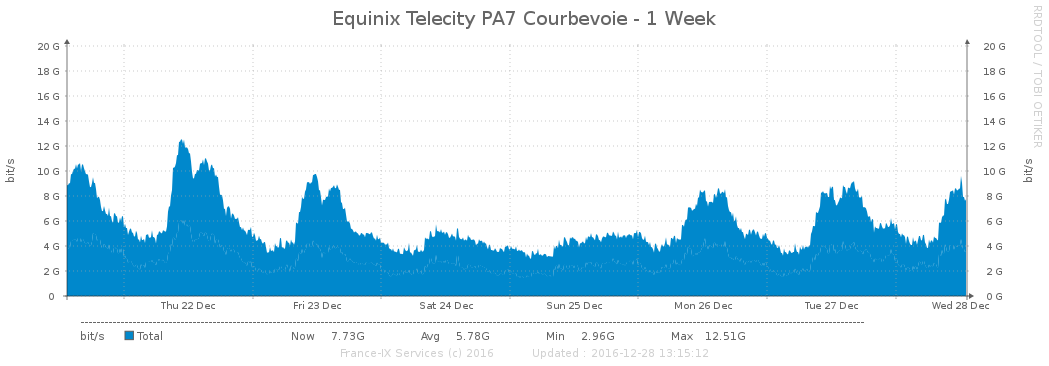 Equinix Telecity PA7 Courbevoie - 1 Week
RRDTOOL / TOBI OETIKER
20 G 20 G
18 G 18 G
16 G 16 G
14 G 14 G
12 G 12 G
10 G 10 G
8 G 8 G
6 G 6 G
4 G 4 G
2 G 2 G
0 0 G
bit/s
bit/s
Thu 22 Dec Fri 23 Dec Sat 24 Dec Sun 25 Dec Mon 26 Dec Tue 27 Dec Wed 28 Dec
bit/s Total Now 7.73G Avg 5.78G Min 2.96G Max 12.51G
France-IX Services (c) 2016 Updated : 2016-12-28 13:15:12